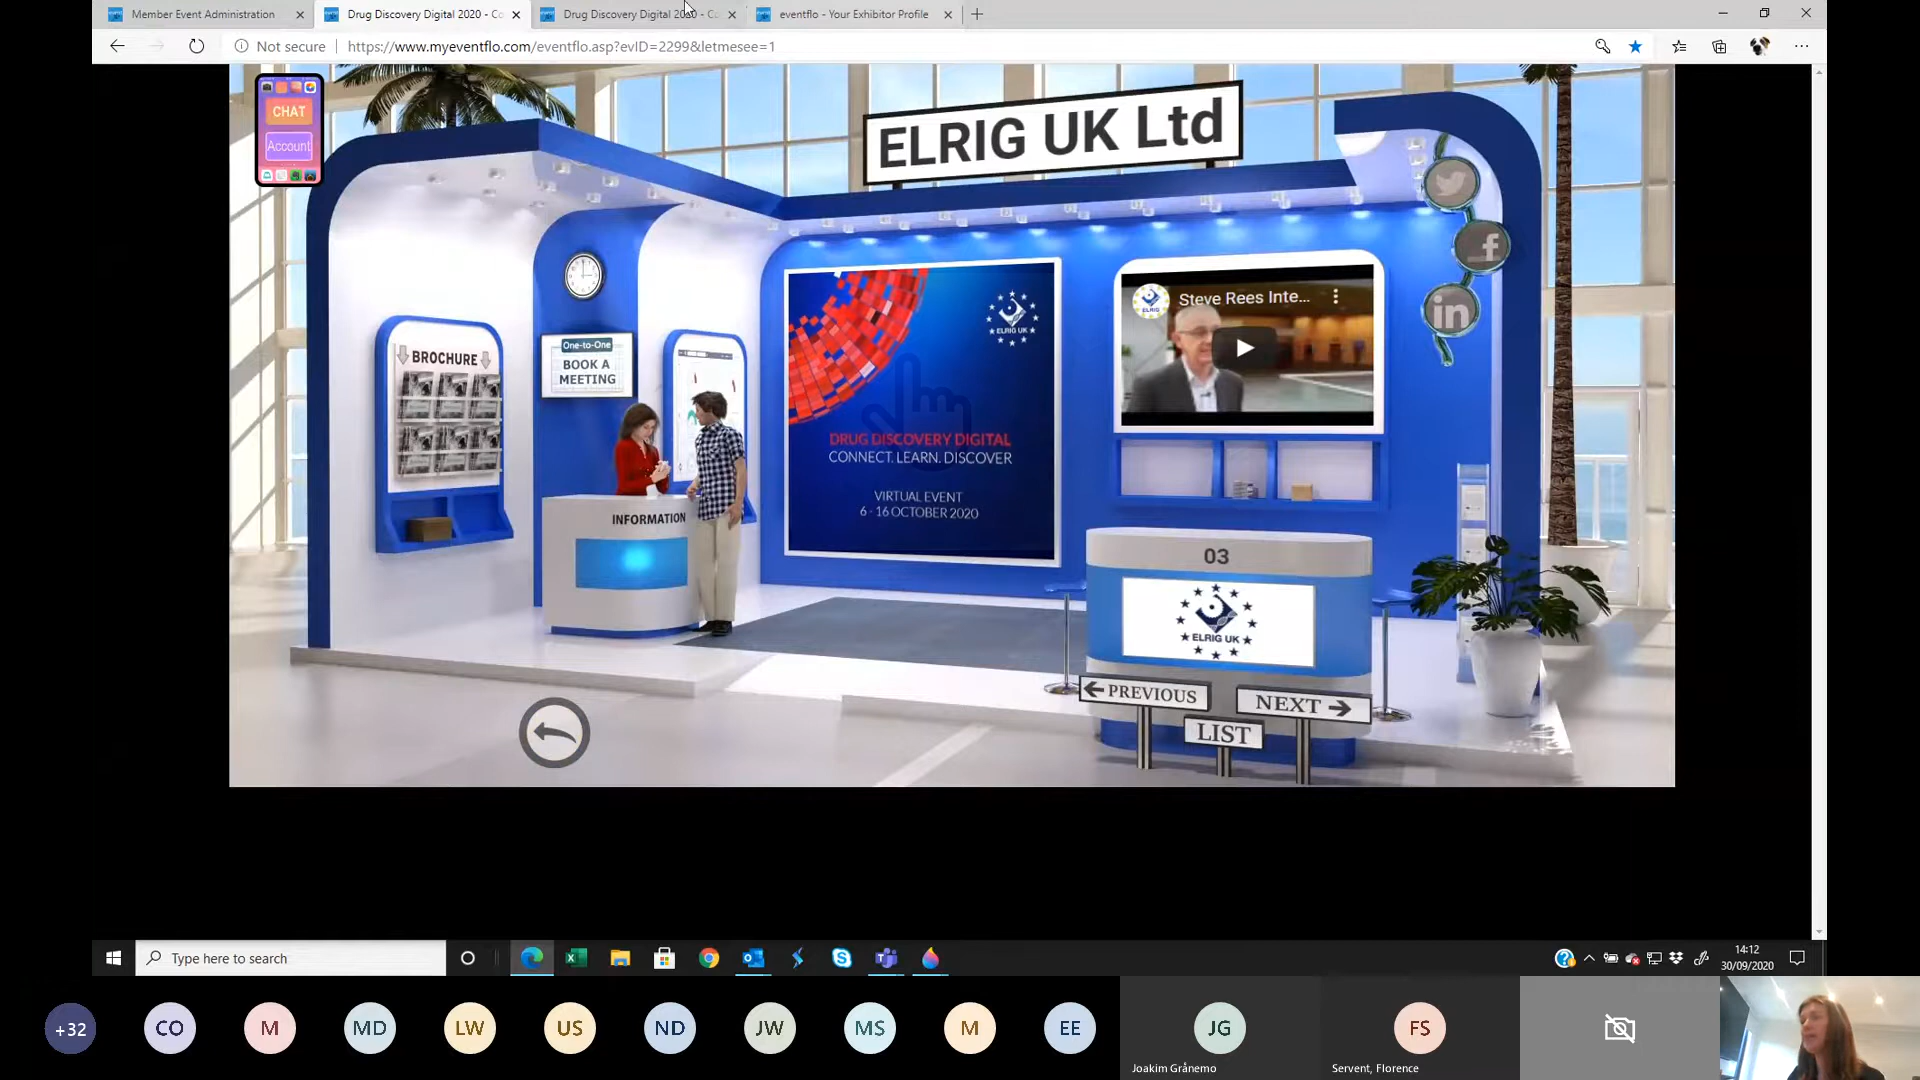 Member Event Administration
Drug Discovery Digital 2020 - Co
Drug Discovery Digital 2020 - Co
eventflo - Your Exhibitor Profile
Not secure
https://www.myeventflo.com/eventflo.asp?evID=2299&letmesee=1
CHAT
Account
ELRIG UK Ltd
BROCHURE
One-to-One
BOOK A
MEETING
INFORMATION
ELRIG UK
DRUG DISCOVERY DIGITAL
CONNECT. LEARN. DISCOVER
VIRTUAL EVENT
6 - 16 OCTOBER 2020
ELRIG
Steve Rees Inte...
f
in
03
ELRIG UK
PREVIOUS
NEXT
LIST
Type here to search
14:12
30/09/2020
+32
CO
M
MD
LW
US
ND
JW
MS
M
EE
JG
Joakim Grånemo
FS
Servent, Florence